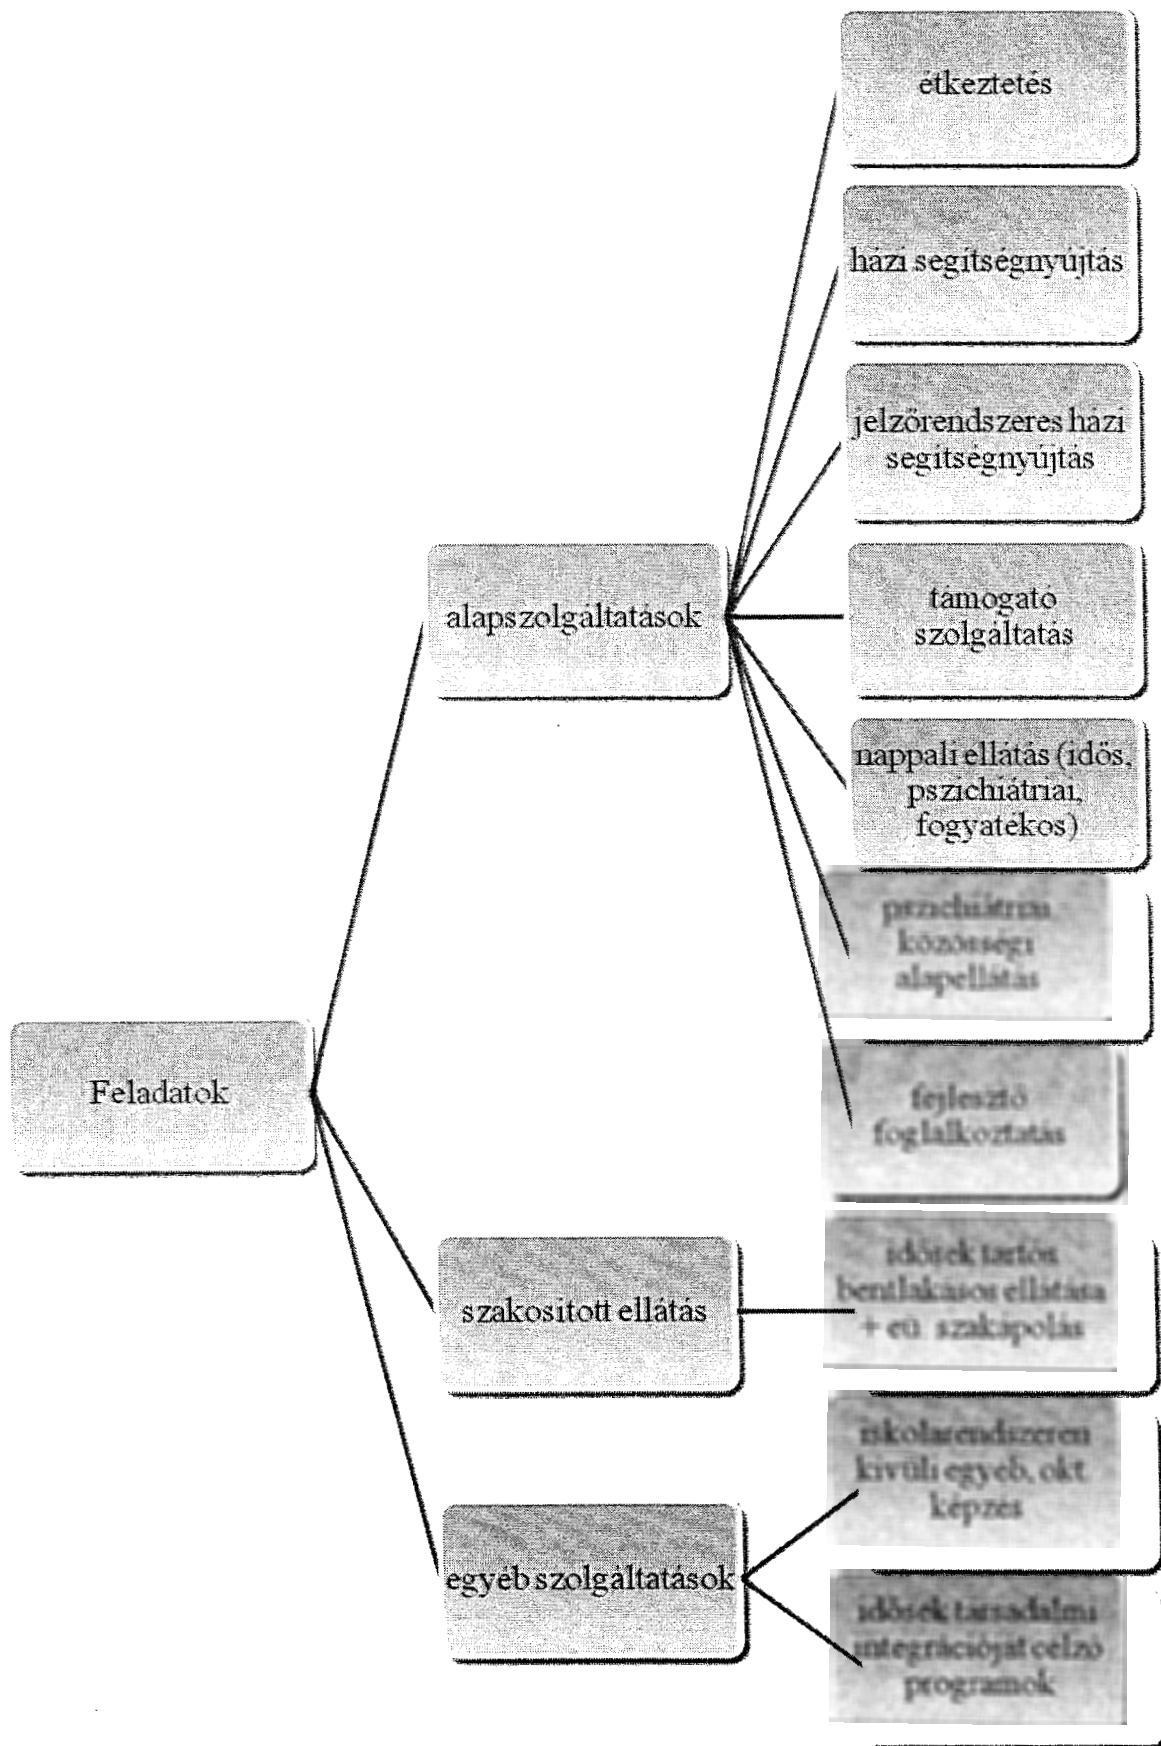 étkeztetés
házi segítségnyújtás
jelzőrendszeres házi
segítségnyújtás
támogató
szolgáltatás
nappali ellátás (idős,
pszichiátriai,
fogyatékos)
pszichiátriai
közösségi
alapellátás
fejlesztő
foglalkoztatás
idősek tartós
bentlakásos ellátása
+ eü. szakápolás
iskolarendszeren
kívüli egyéb, okt.
képzés
idősek társadalmi
integrációját célzó
programok
alapszolgáltatások
szakosított ellátás
egyéb szolgáltatások
Feladatok